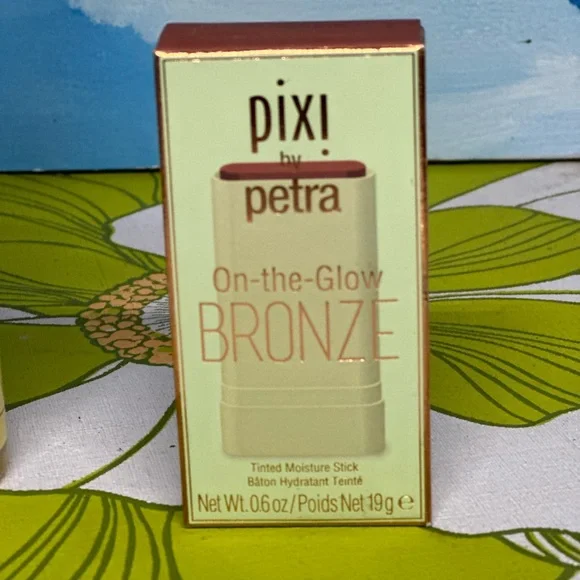 pixi
by
petra
On-the-Glow
BRONZE
Tinted Moisture Stick
Bâton Hydratant Teinté
Net Wt. 0.6 oz/Poids Net 19 g ℮